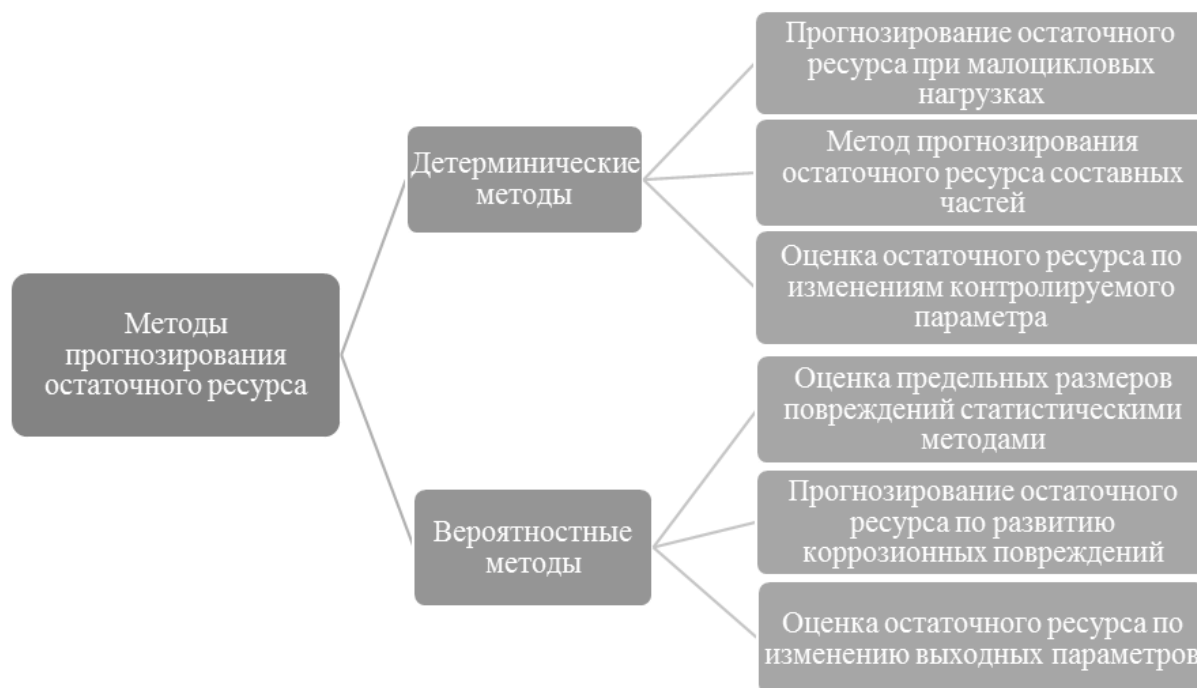 Методы
прогнозирования
остаточного ресурса
Детерминические
методы
Прогнозирование остаточного
ресурса при малоцикловых
нагрузках
Метод прогнозирования
остаточного ресурса составных
частей
Оценка остаточного ресурса по
изменениям контролируемого
параметра
Вероятностные
методы
Оценка предельных размеров
повреждений статистическими
методами
Прогнозирование остаточного
ресурса по развитию
коррозионных повреждений
Оценка остаточного ресурса по
изменению выходных параметров